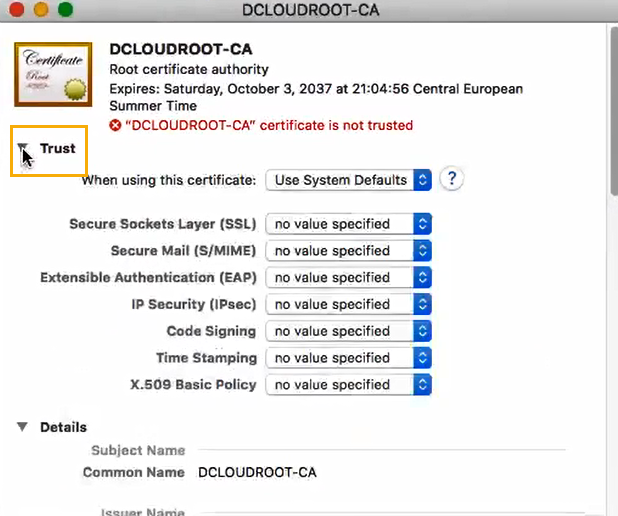 DCLOUDROOT-CA
Certificate
Root
DCLOUDROOT-CA
Root certificate authority
Expires: Saturday, October 3, 2037 at 21:04:56 Central European
Summer Time
"DCLOUDROOT-CA" certificate is not trusted
Trust
When using this certificate: Use System Defaults ?
Secure Sockets Layer (SSL) no value specified
Secure Mail (S/MIME) no value specified
Extensible Authentication (EAP) no value specified
IP Security (IPsec) no value specified
Code Signing no value specified
Time Stamping no value specified
X.509 Basic Policy no value specified
Details
Subject Name
Common Name DCLOUDROOT-CA
Issuer Name